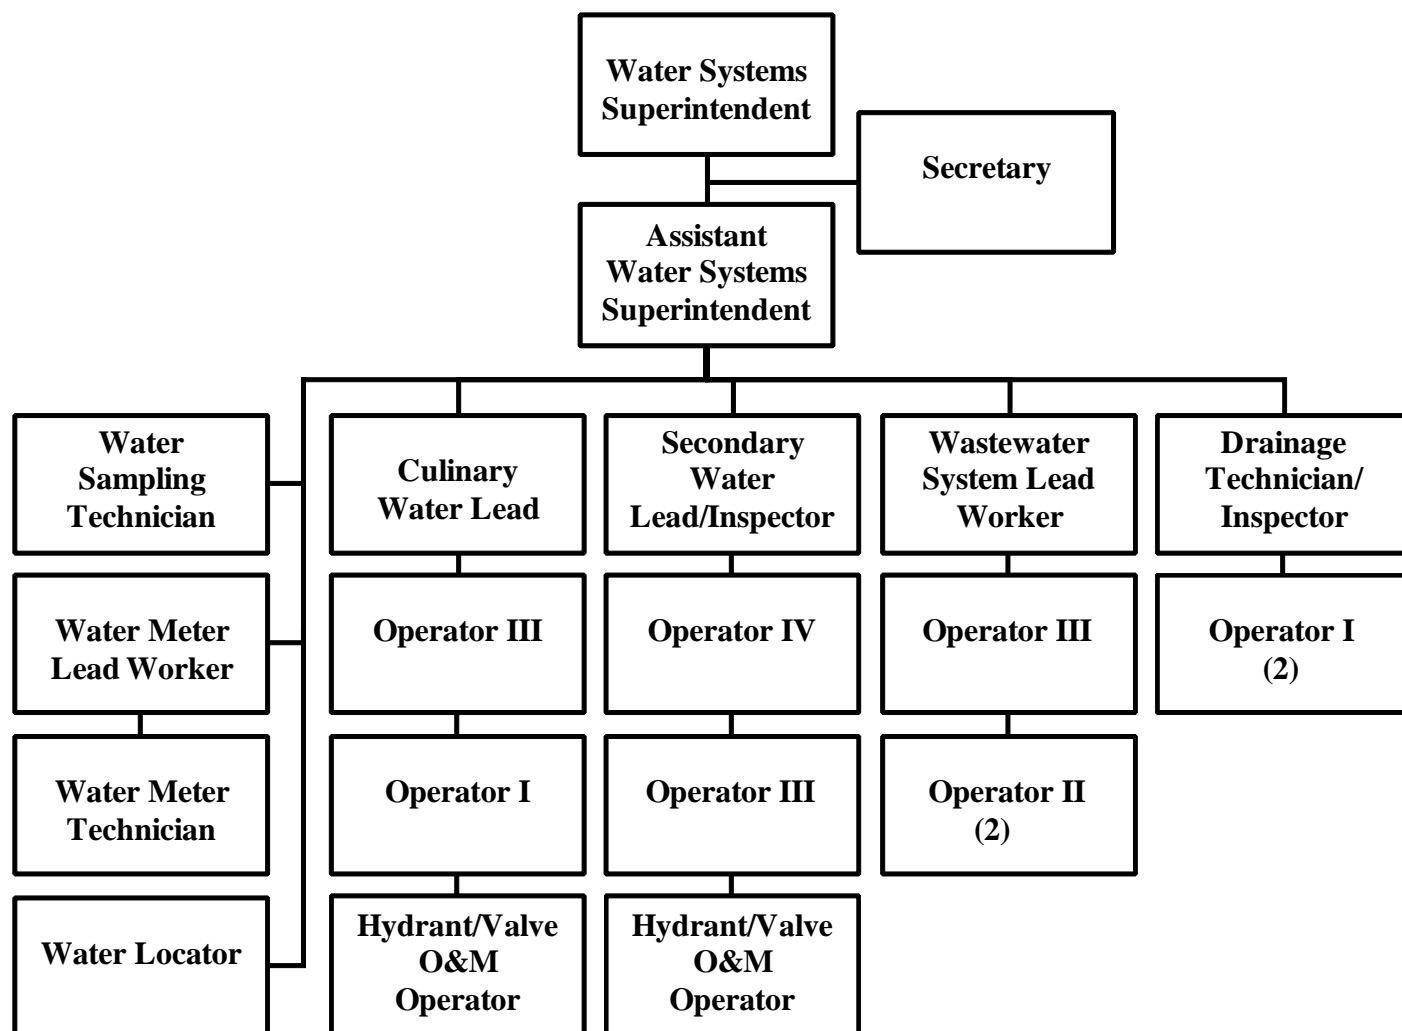 Water Systems
Superintendent
Secretary
Assistant
Water Systems
Superintendent
Water
Sampling
Technician
Culinary
Water Lead
Secondary
Water
Lead/Inspector
Wastewater
System Lead
Worker
Drainage
Technician/
Inspector
Water Meter
Lead Worker
Operator III
Operator IV
Operator III
Operator I
(2)
Water Meter
Technician
Operator I
Operator III
Operator II
(2)
Water Locator
Hydrant/Valve
O&M
Operator
Hydrant/Valve
O&M
Operator